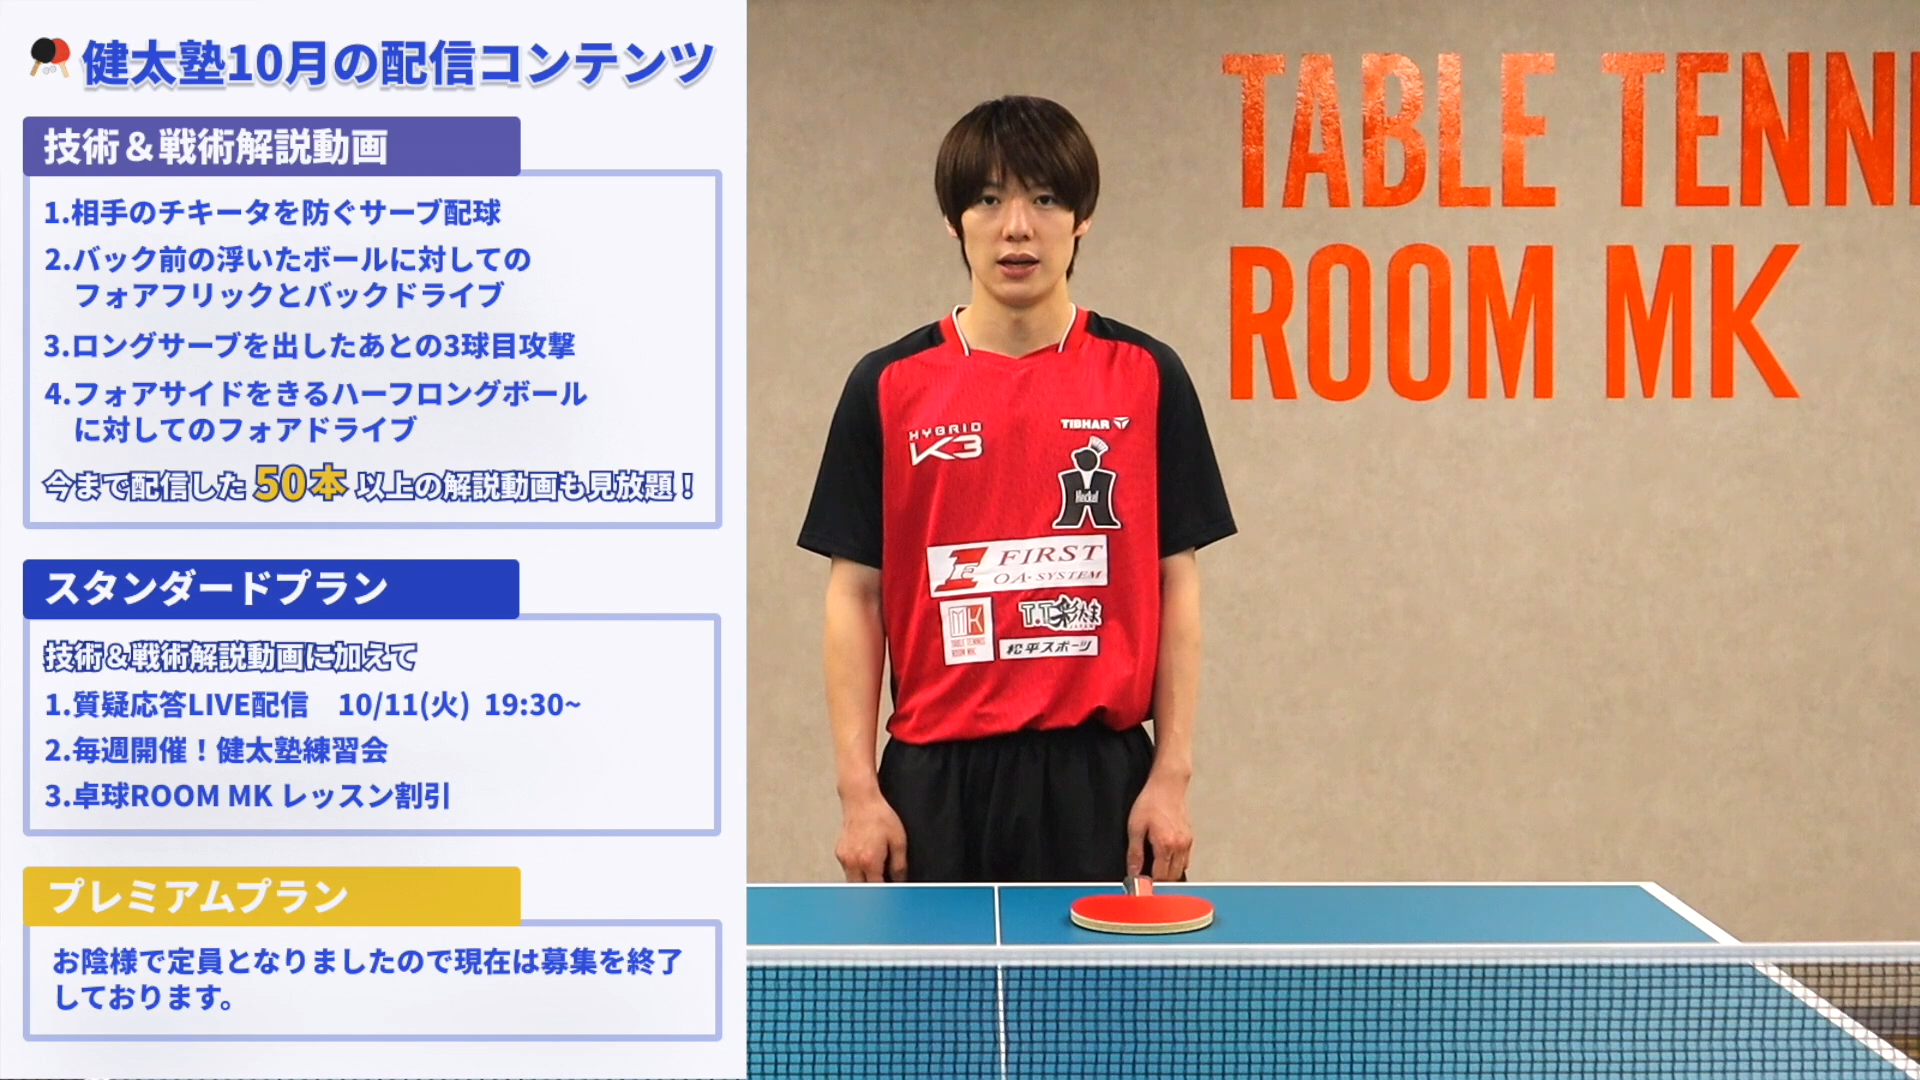 健太塾10月の配信コンテンツ
技術＆戦術解説動画
1.相手のチキータを防ぐサーブ配球
2.バック前の浮いたボールに対しての
フォアフリックとバックドライブ
3.ロングサーブを出したあとの3球目攻撃
4.フォアサイドをきるハーフロングボール
に対してのフォアドライブ
今まで配信した50本以上の解説動画も見放題！
スタンダードプラン
技術＆戦術解説動画に加えて
1.質疑応答LIVE配信　10/11(火) 19:30~
2.毎週開催！健太塾練習会
3.卓球ROOM MK レッスン割引
プレミアムプラン
お陰様で定員となりましたので現在は募集を終了
しております。
TABLE TENNI
ROOM MK
HYBRID
K3
TIBHAR
Heckel
FIRST
OA-SYSTEM
MK
TABLE TENNIS
ROOM MK
T.T彩たま
松平スポーツ